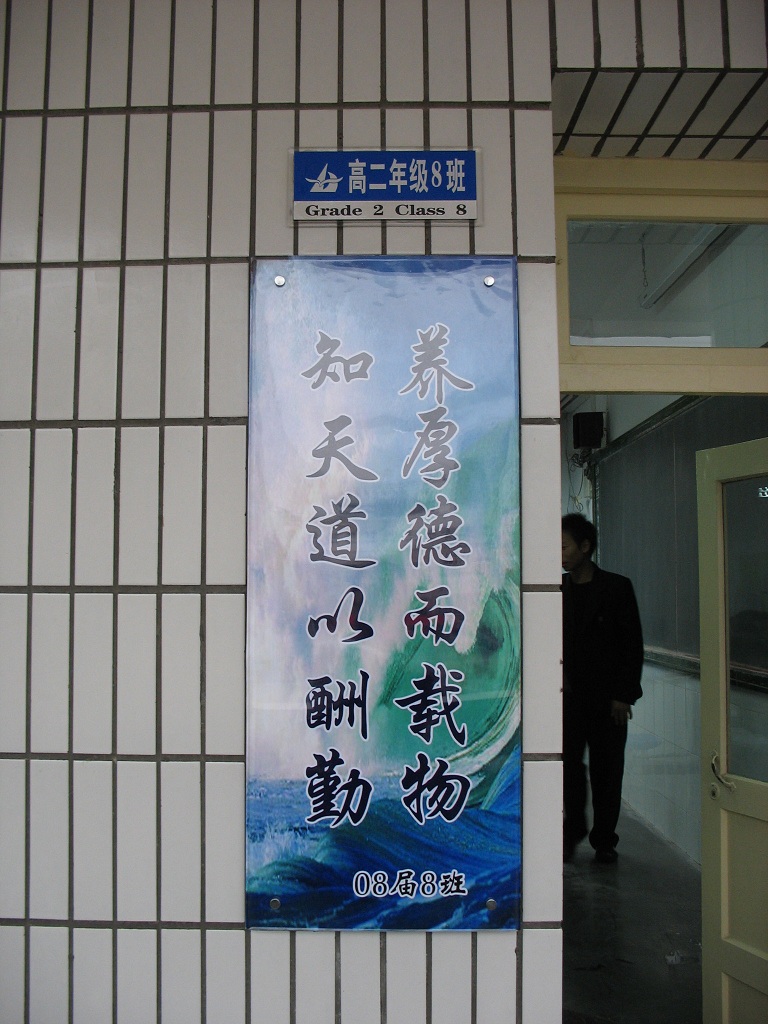 高二年级8班
Grade 2 Class 8
养厚德而载物
知天道以酬勤
08届8班